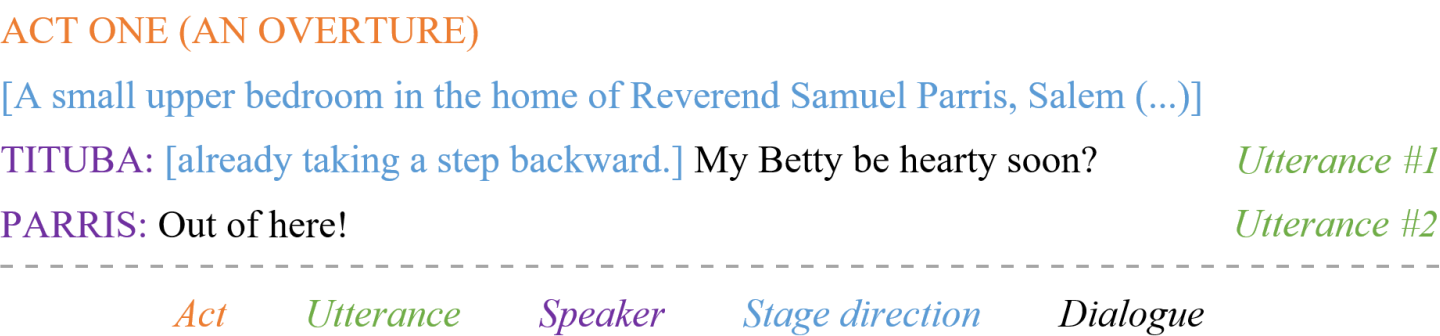 ACT ONE (AN OVERTURE)
[A small upper bedroom in the home of Reverend Samuel Parris, Salem (...)]
TITUBA: [already taking a step backward.] My Betty be hearty soon? Utterance #1
PARRIS: Out of here! Utterance #2
Act Utterance Speaker Stage direction Dialogue